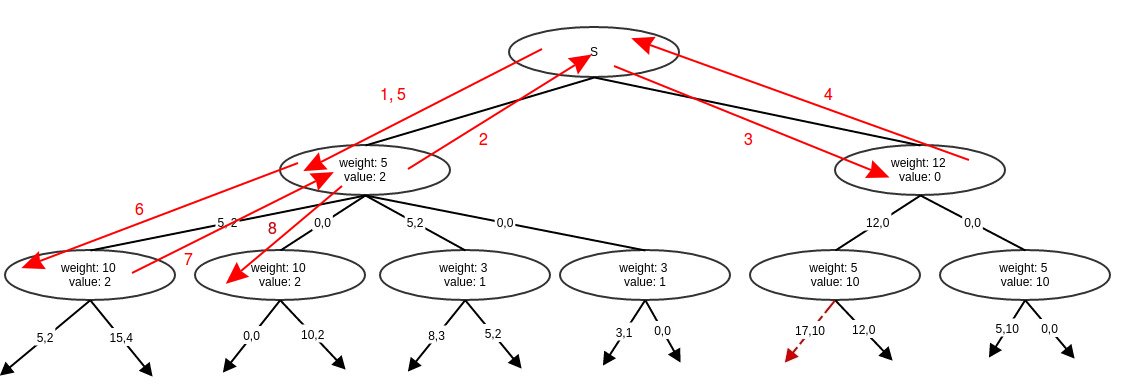 S
1, 5
2
3
4
weight: 5
value: 2
weight: 12
value: 0
6
7
8
5, 2
0,0
5,2
0,0
12,0
0,0
weight: 10
value: 2
weight: 10
value: 2
weight: 3
value: 1
weight: 3
value: 1
weight: 5
value: 10
weight: 5
value: 10
5,2
15,4
0,0
10,2
8,3
5,2
3,1
0,0
17,10
12,0
5,10
0,0